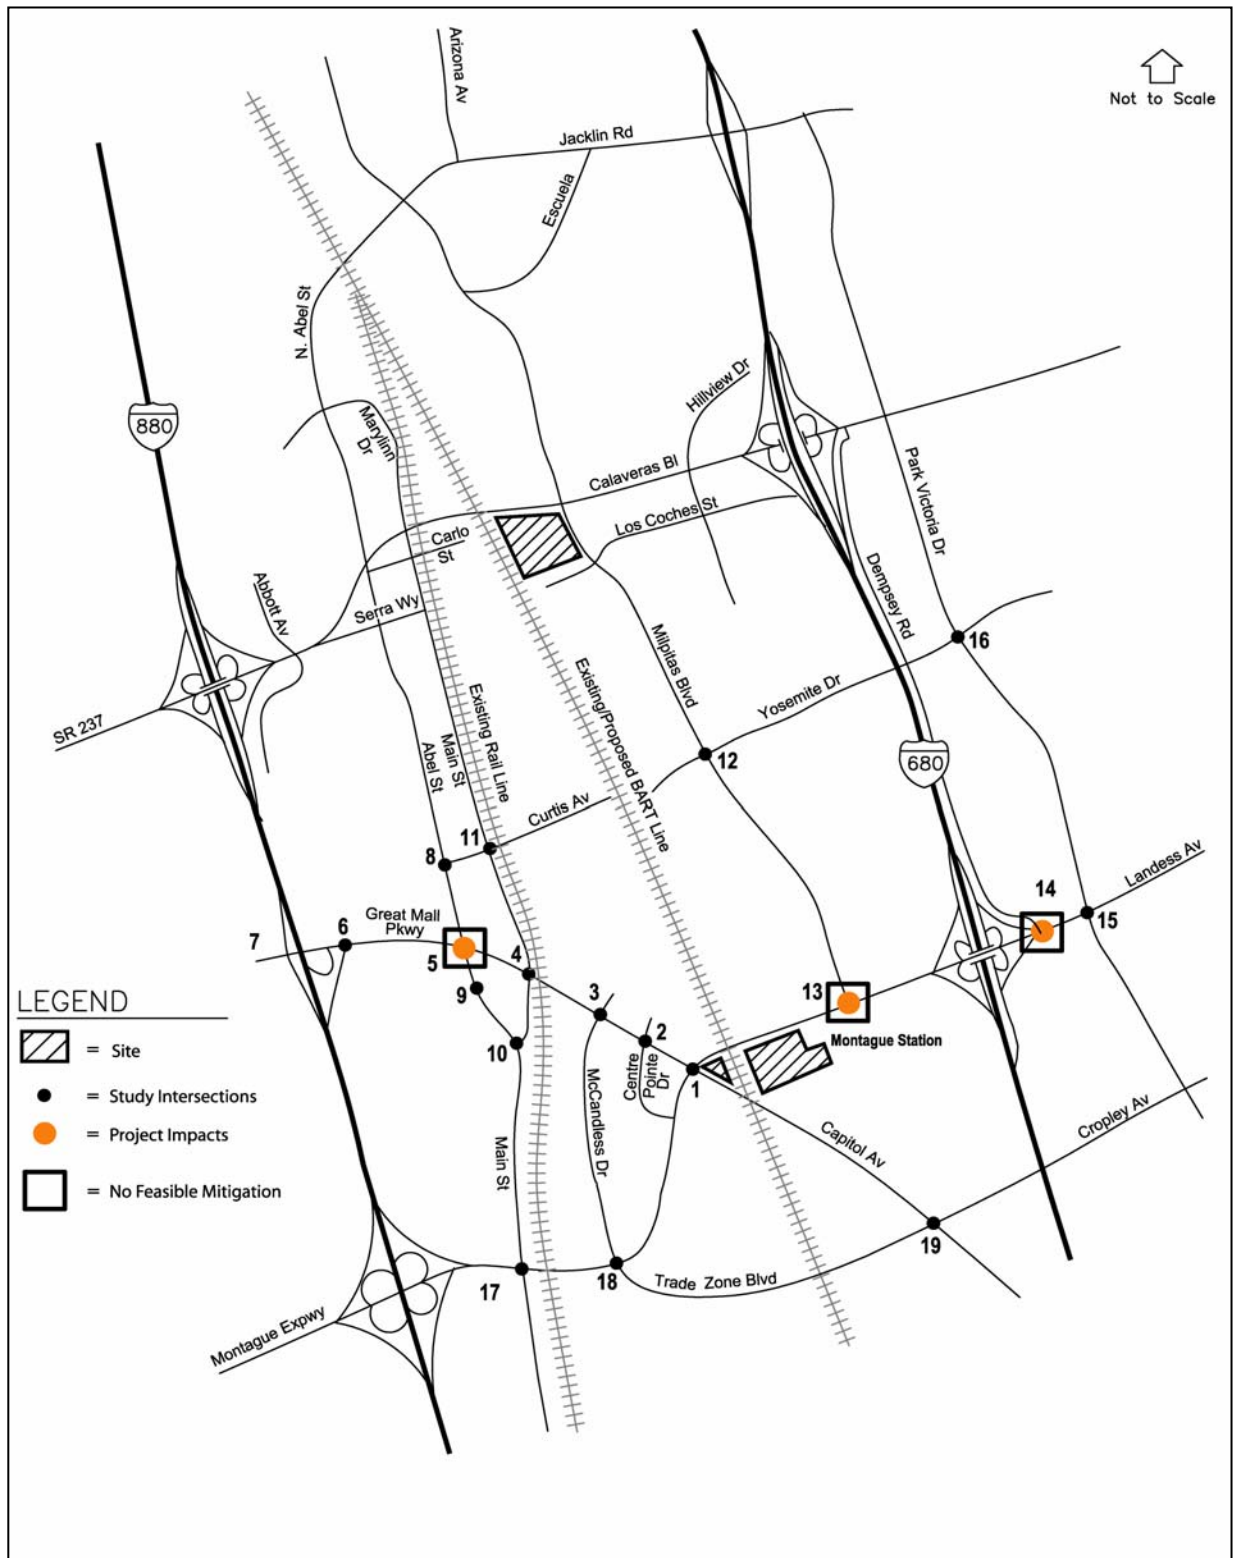 Arizona Av
Not to Scale
Jacklin Rd
Escuela
N. Abel St
Hillview Dr
880
Marylinn
Dr
Calaveras Bl
Park Victoria Dr
Los Coches St
Carlo
St
Dempsey Rd
Abbott Av
Serra Wy
16
Milpitas Blvd
Existing/Proposed BART Line
Existing Rail Line
Yosemite Dr
SR 237
Main St
Abel St
12
680
Curtis Av
11
8
Landess Av
14
15
Great Mall
Pkwy
6
7
5
4
9
13
3
LEGEND
2
Montague Station
= Site
10
Centre
Pointe
Dr
1
McCandless Dr
= Study Intersections
= Project Impacts
Capitol Av
Cropley Av
Main St
= No Feasible Mitigation
19
17
18
Trade Zone Blvd
Montague Expwy